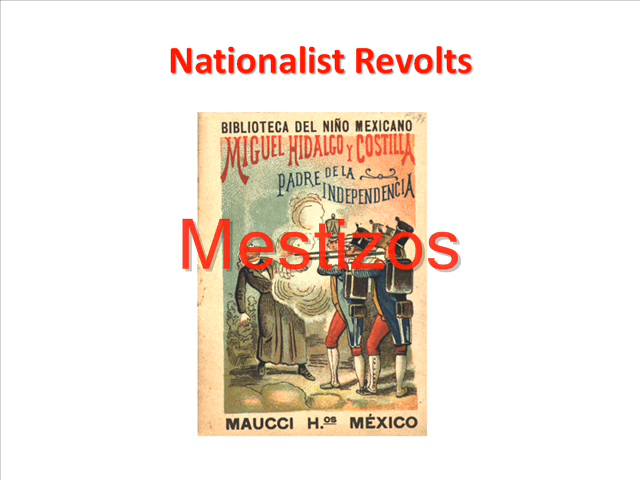 Nationalist Revolts
BIBLIOTECA DEL NIÑO MEXICANO
MIGUEL HIDALGO Y COSTILLA
PADRE DE LA
INDEPENDENCIA
Mestizos
MAUCCI H.OS MÉXICO